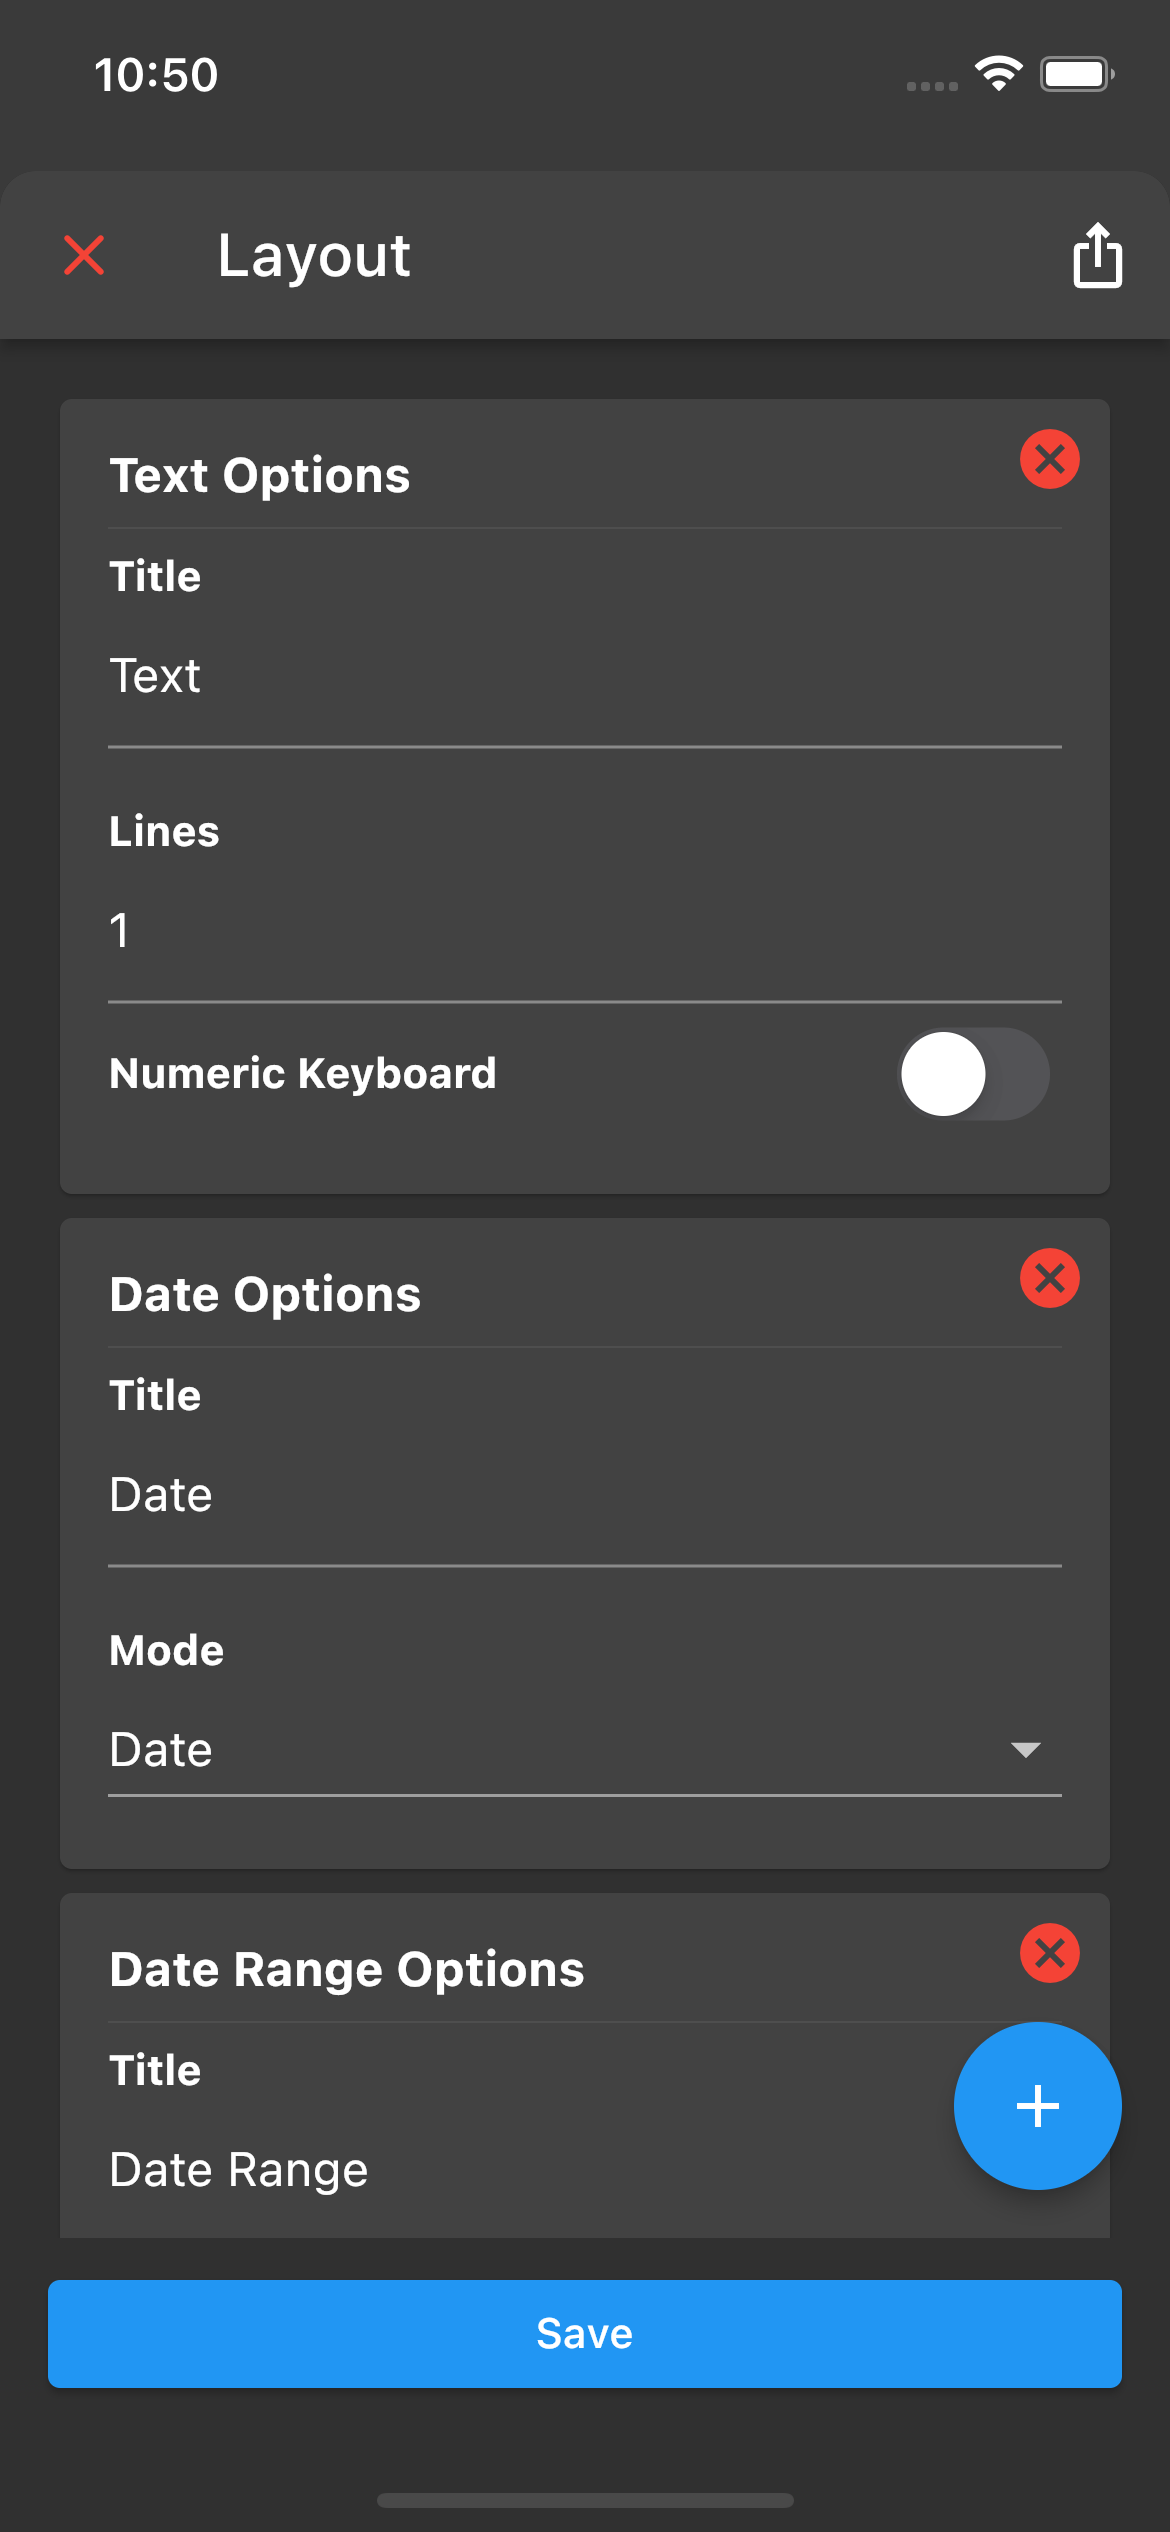 10:50
Layout
Text Options
Title
Text
Lines
1
Numeric Keyboard
Date Options
Title
Date
Mode
Date
Date Range Options
Title
Date Range
Save